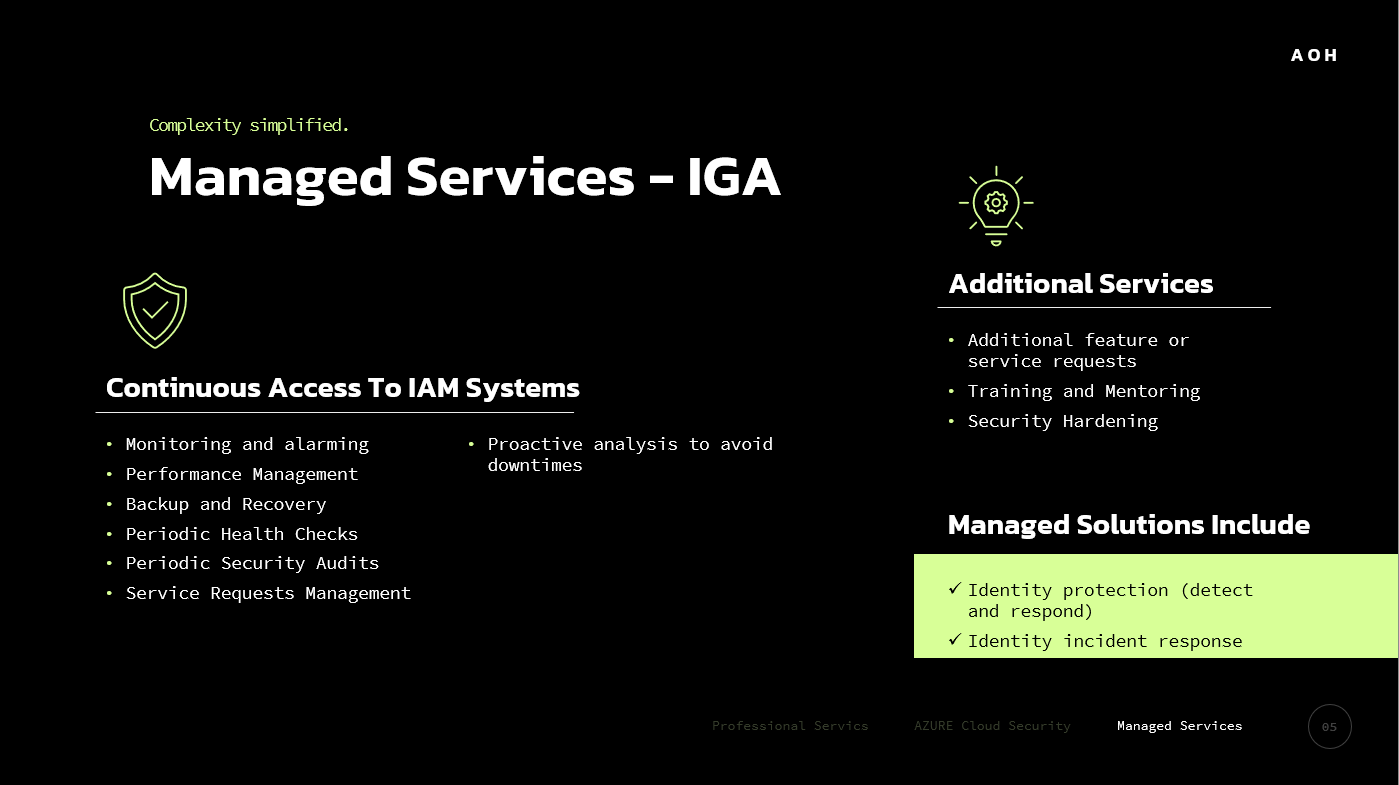 AOH
Complexity simplified.
Managed Services – IGA
Continuous Access To IAM Systems
• Monitoring and alarming
• Performance Management
• Backup and Recovery
• Periodic Health Checks
• Periodic Security Audits
• Service Requests Management
• Proactive analysis to avoid
downtimes
Additional Services
• Additional feature or
service requests
• Training and Mentoring
• Security Hardening
Managed Solutions Include
✓ Identity protection (detect
and respond)
✓ Identity incident response
Professional Servics
AZURE Cloud Security
Managed Services
05